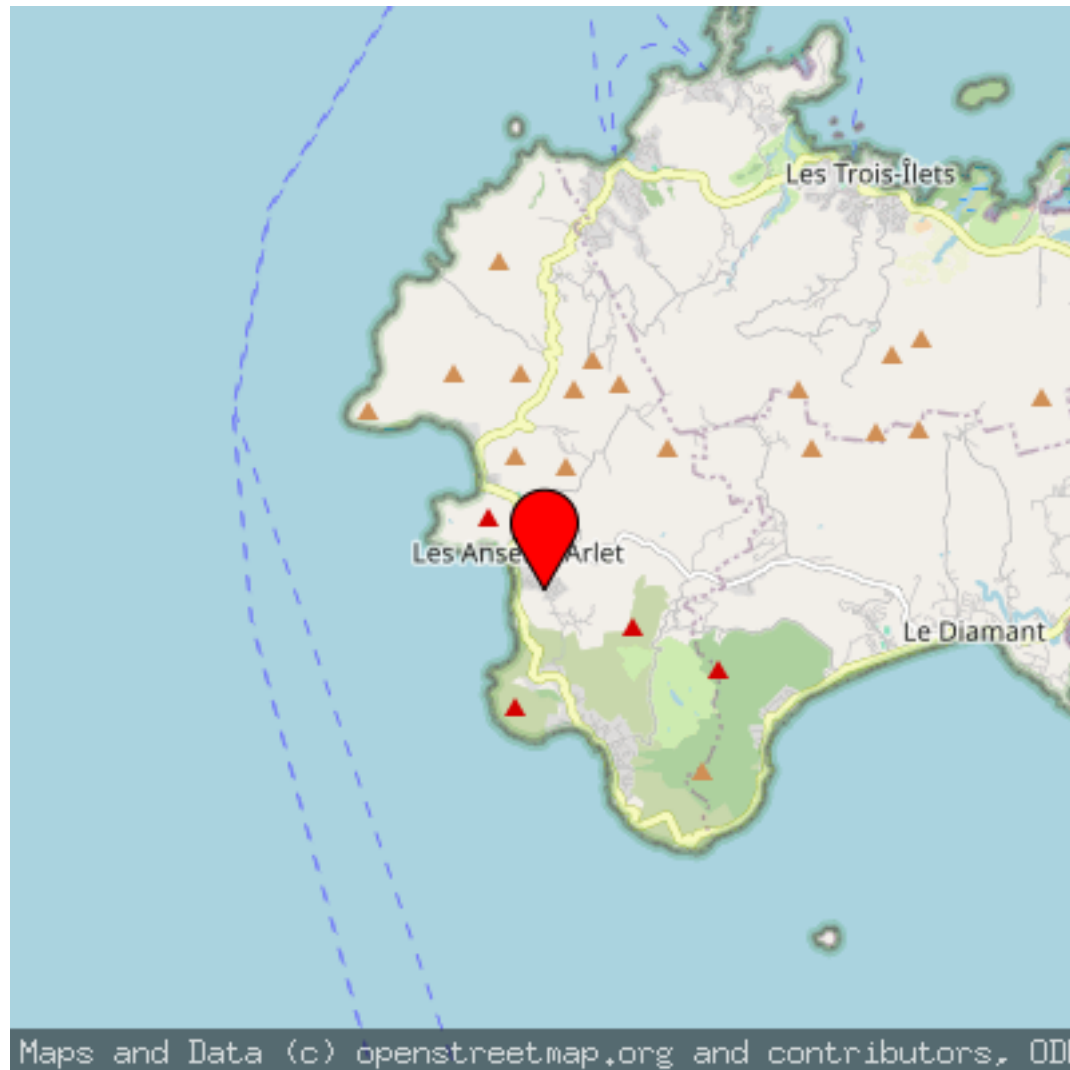 Les Trois-Îlets
Les Anse Arlet
Le Diamant
Maps and Data (c) openstreetmap.org and contributors, OD